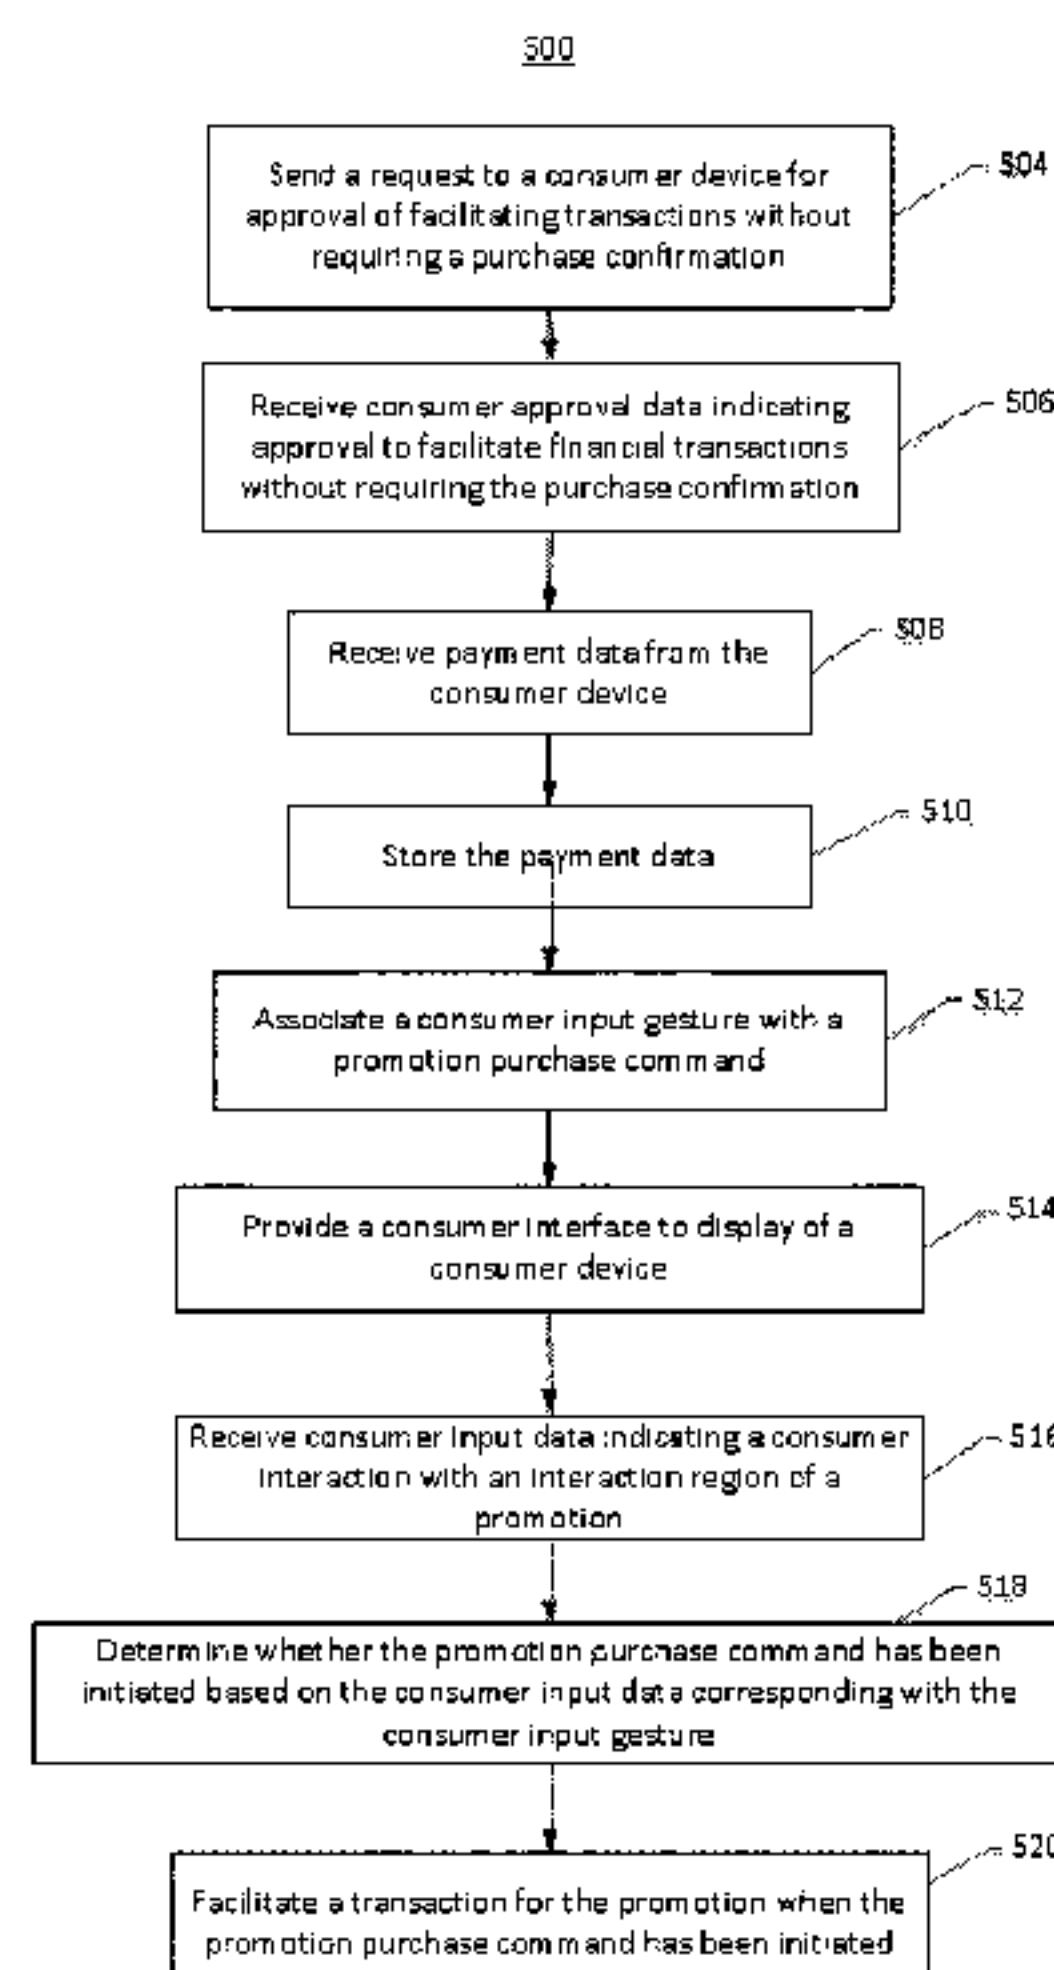 500
Send a request to a consumer device for
approval of facilitating transactions without
requiring a purchase confirmation
504
Receive consumer approval data indicating
approval to facilitate financial transactions
without requiring the purchase confirmation
506
Receive payment data from the
consumer device
508
Store the payment data
510
Associate a consumer input gesture with a
promotion purchase command
512
Provide a consumer interface to display of a
consumer device
514
Receive consumer input data indicating a consumer
interaction with an interaction region of a
promotion
516
518
Determine whether the promotion purchase command has been
initiated based on the consumer input data corresponding with the
consumer input gesture
520
Facilitate a transaction for the promotion when the
promotion purchase command has been initiated